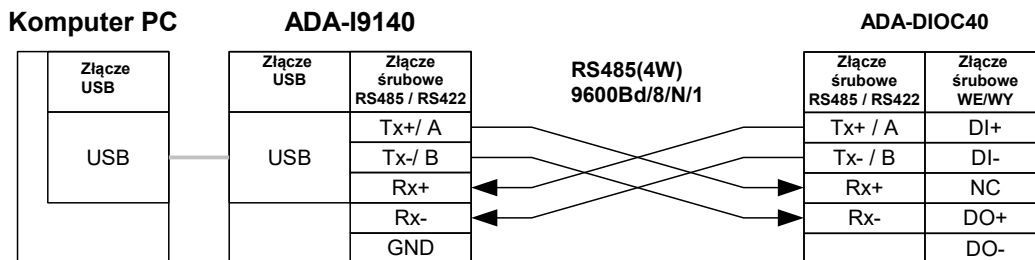 Komputer PC ADA-I9140 ADA-DIOC40
Złącze USB
Złącze USB
Złącze śrubowe RS485 / RS422
RS485(4W)
9600Bd/8/N/1
Złącze śrubowe RS485 / RS422
Złącze śrubowe WE/WY
Tx+/ A Tx+ / A DI+
USB USB Tx-/ B Tx- / B DI-
Rx+ Rx+ NC
Rx- Rx- DO+
GND DO-